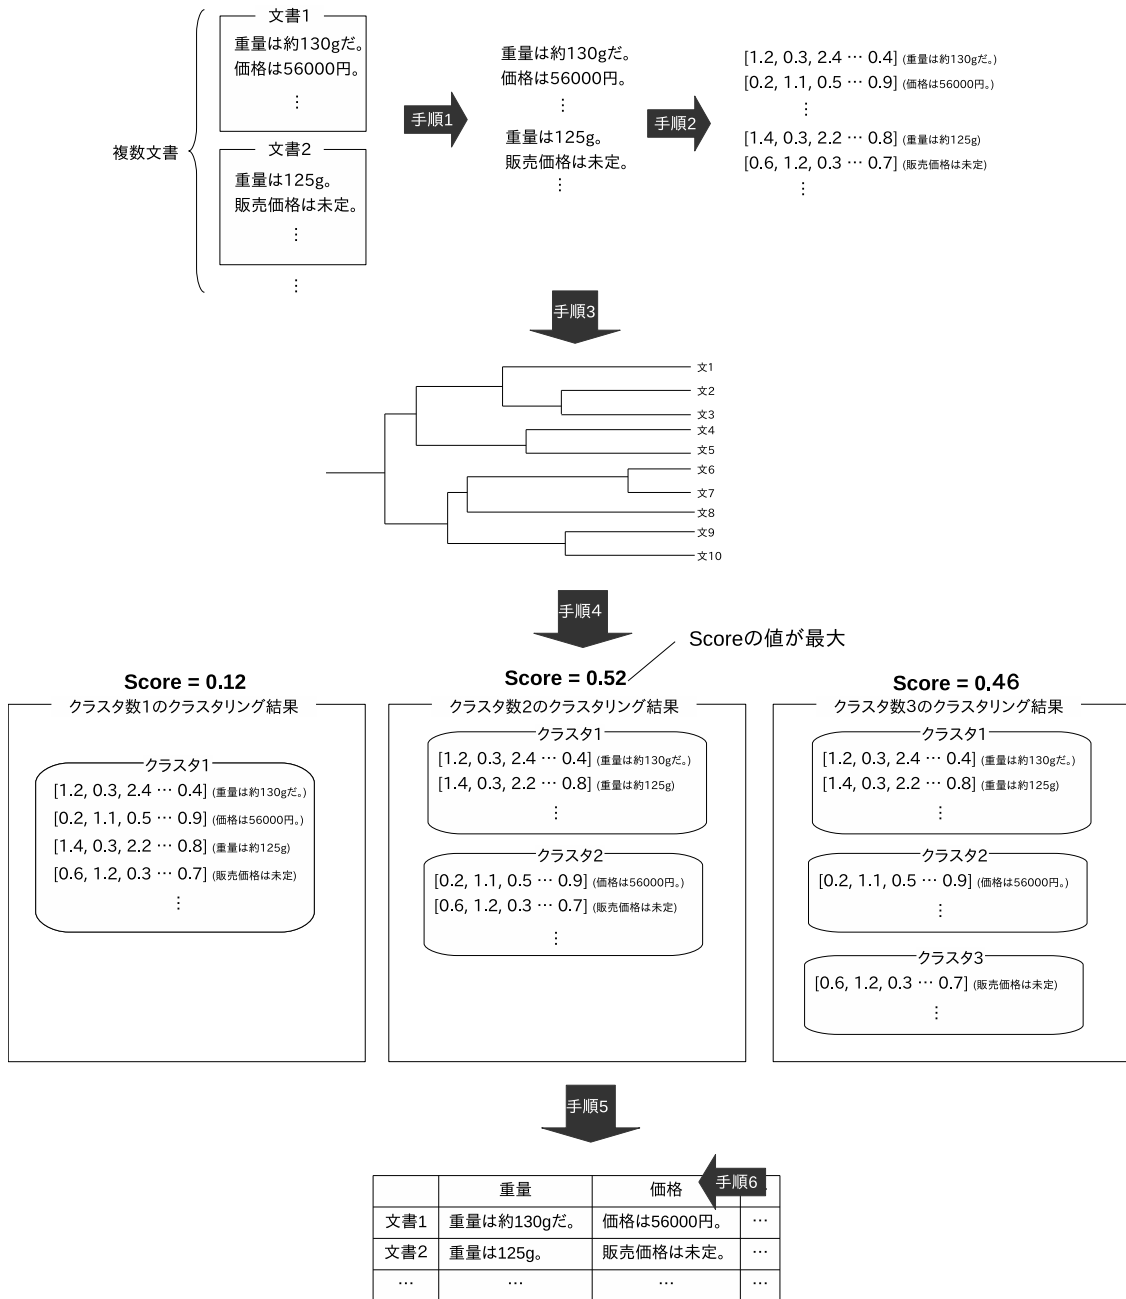 文書1
重量は約130gだ。
価格は56000円。
⋮
複数文書
文書2
重量は125g。
販売価格は未定。
⋮
⋮
手順1
重量は約130gだ。
価格は56000円。
⋮
重量は125g。
販売価格は未定。
⋮
手順2
[1.2, 0.3, 2.4 ⋯ 0.4] (重量は約130gだ。)
[0.2, 1.1, 0.5 ⋯ 0.9] (価格は56000円。)
⋮
[1.4, 0.3, 2.2 ⋯ 0.8] (重量は約125g)
[0.6, 1.2, 0.3 ⋯ 0.7] (販売価格は未定)
⋮
手順3
文1
文2
文3
文4
文5
文6
文7
文8
文9
文10
手順4
Scoreの値が最大
Score = 0.12
クラスタ数1のクラスタリング結果
クラスタ1
[1.2, 0.3, 2.4 ⋯ 0.4] (重量は約130gだ。)
[0.2, 1.1, 0.5 ⋯ 0.9] (価格は56000円。)
[1.4, 0.3, 2.2 ⋯ 0.8] (重量は約125g)
[0.6, 1.2, 0.3 ⋯ 0.7] (販売価格は未定)
⋮
Score = 0.52
クラスタ数2のクラスタリング結果
クラスタ1
[1.2, 0.3, 2.4 ⋯ 0.4] (重量は約130gだ。)
[1.4, 0.3, 2.2 ⋯ 0.8] (重量は約125g)
⋮
クラスタ2
[0.2, 1.1, 0.5 ⋯ 0.9] (価格は56000円。)
[0.6, 1.2, 0.3 ⋯ 0.7] (販売価格は未定)
⋮
Score = 0.46
クラスタ数3のクラスタリング結果
クラスタ1
[1.2, 0.3, 2.4 ⋯ 0.4] (重量は約130gだ。)
[1.4, 0.3, 2.2 ⋯ 0.8] (重量は約125g)
⋮
クラスタ2
[0.2, 1.1, 0.5 ⋯ 0.9] (価格は56000円。)
⋮
クラスタ3
[0.6, 1.2, 0.3 ⋯ 0.7] (販売価格は未定)
⋮
手順5
重量 価格 手順6
文書1 重量は約130gだ。 価格は56000円。 ⋯
文書2 重量は125g。 販売価格は未定。 ⋯
⋯ ⋯ ⋯ ⋯